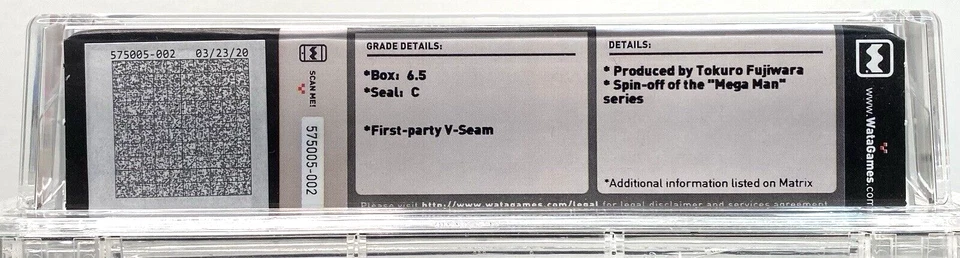 575005-002 03/23/20
SCAN ME!
575005-002
GRADE DETAILS:
*Box: 6.5
*Seal: C
*First-party V-Seam
DETAILS:
* Produced by Tokuro Fujiwara
* Spin-off of the "Mega Man"
series
*Additional information listed on Matrix
Please visit http://www.watagames.com/legal for legal disclaimer and services agreement
www.WataGames.com